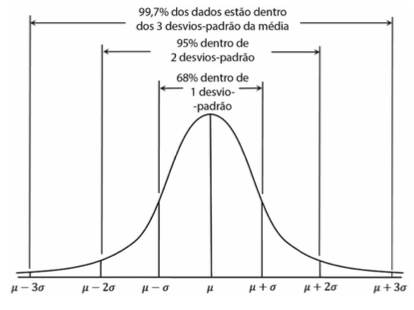 99,7% dos dados estão dentro
dos 3 desvios-padrão da média
95% dentro de
2 desvios-padrão
68% dentro de
1 desvio-
-padrão
μ − 3σ μ − 2σ μ − σ μ μ + σ μ + 2σ μ + 3σ